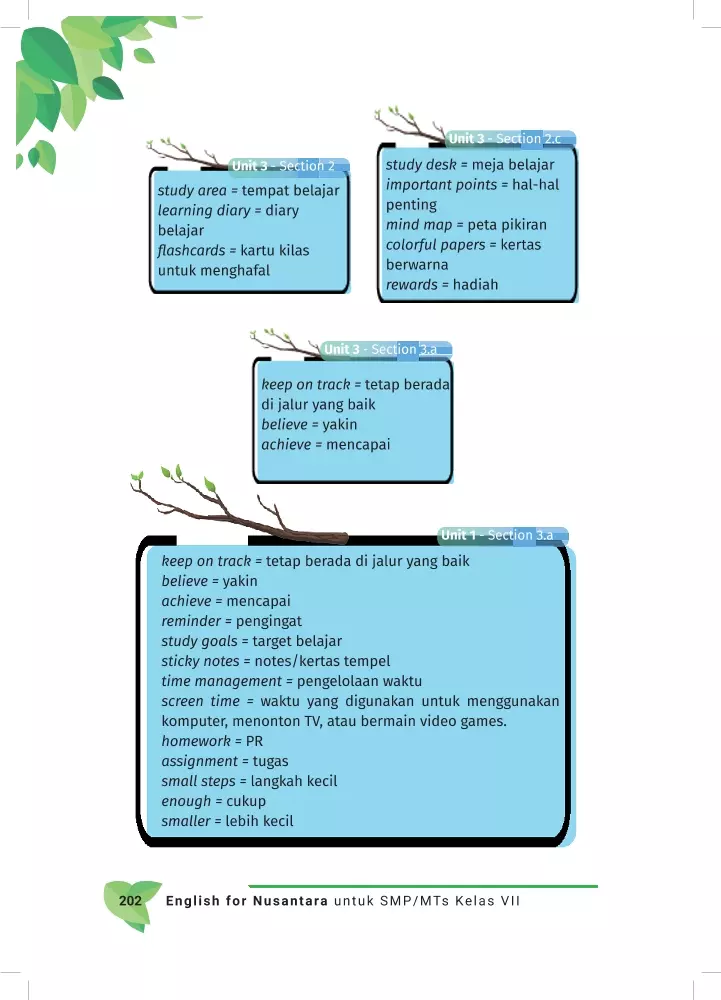 Unit 3 - Section 2
study area = tempat belajar
learning diary = diary
belajar
flashcards = kartu kilas
untuk menghafal
Unit 3 - Section 2.c
study desk = meja belajar
important points = hal-hal
penting
mind map = peta pikiran
colorful papers = kertas
berwarna
rewards = hadiah
Unit 3 - Section 3.a
keep on track = tetap berada
di jalur yang baik
believe = yakin
achieve = mencapai
Unit 1 - Section 3.a
keep on track = tetap berada di jalur yang baik
believe = yakin
achieve = mencapai
reminder = pengingat
study goals = target belajar
sticky notes = notes/kertas tempel
time management = pengelolaan waktu
screen time = waktu yang digunakan untuk menggunakan
komputer, menonton TV, atau bermain video games.
homework = PR
assignment = tugas
small steps = langkah kecil
enough = cukup
smaller = lebih kecil
202 English for Nusantara untuk SMP/MTs Kelas VII